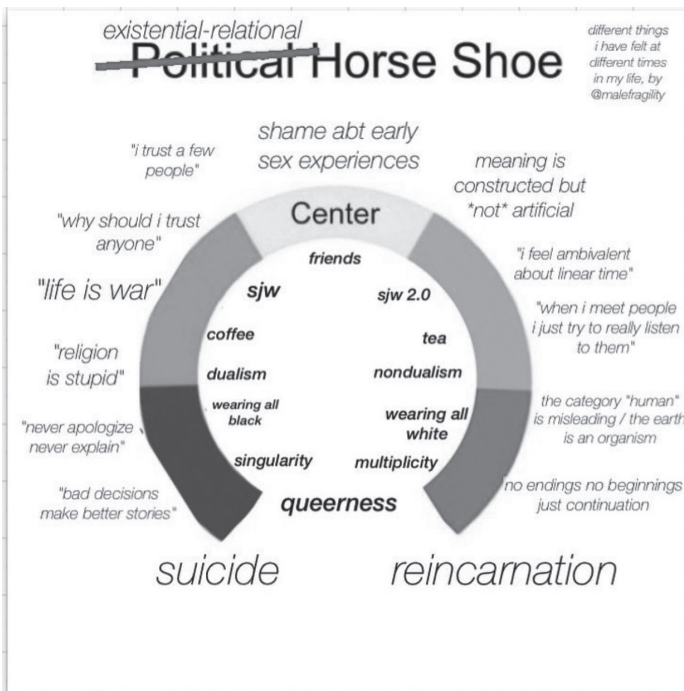 existential-relational
Political Horse Shoe
different things
i have felt at
different times
in my life, by
@malefragility
shame abt early
sex experiences
"i trust a few
people"
meaning is
constructed but
*not* artificial
Center
"why should i trust
anyone"
"i feel ambivalent
about linear time"
friends
"life is war"
sjw
sjw 2.0
"when i meet people
i just try to really listen
to them"
coffee
tea
"religion
is stupid"
dualism
nondualism
wearing all
black
wearing all
white
the category "human"
is misleading / the earth
is an organism
"never apologize
never explain"
singularity
multiplicity
"bad decisions
make better stories"
queerness
no endings no beginnings
just continuation
suicide
reincarnation